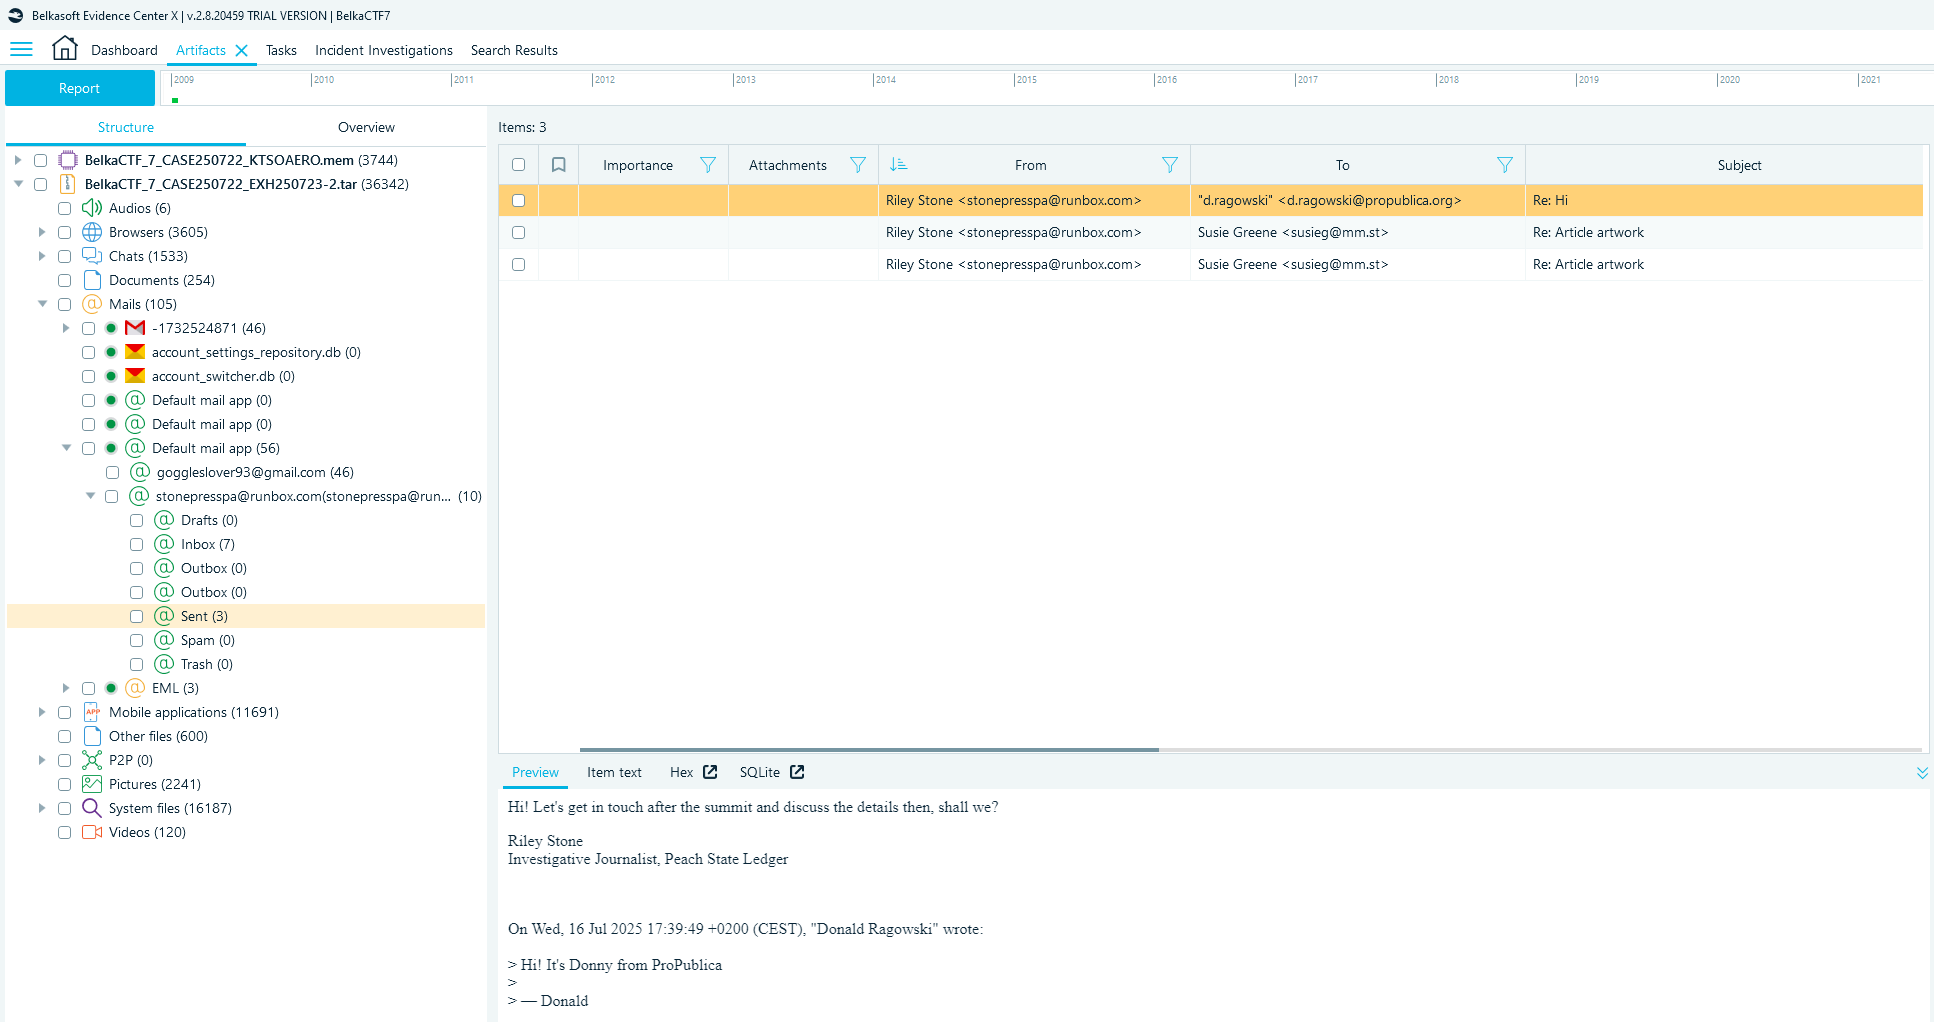 Belkasoft Evidence Center X | v.2.8.20459 TRIAL VERSION | BelkaCTF7
Dashboard Artifacts Tasks Incident Investigations Search Results
Report
2009 2010 2011 2012 2013 2014 2015 2016 2017 2018 2019 2020 2021
Structure Overview
BelkaCTF_7_CASE250722_KTSOAERO.mem (3744)
BelkaCTF_7_CASE250722_EXH250723-2.tar (36342)
Audios (6)
Browsers (3605)
Chats (1533)
Documents (254)
Mails (105)
-1732524871 (46)
account_settings_repository.db (0)
account_switcher.db (0)
Default mail app (0)
Default mail app (0)
Default mail app (56)
goggleslover93@gmail.com (46)
stonepresspa@runbox.com(stonepresspa@run... (10)
Drafts (0)
Inbox (7)
Outbox (0)
Outbox (0)
Sent (3)
Spam (0)
Trash (0)
EML (3)
APP Mobile applications (11691)
Other files (600)
P2P (0)
Pictures (2241)
System files (16187)
Videos (120)
Items: 3
Importance Attachments From To Subject
Riley Stone <stonepresspa@runbox.com> "d.ragowski" <d.ragowski@propublica.org> Re: Hi
Riley Stone <stonepresspa@runbox.com> Susie Greene <susieg@mm.st> Re: Article artwork
Riley Stone <stonepresspa@runbox.com> Susie Greene <susieg@mm.st> Re: Article artwork
Preview Item text Hex SQLite
Hi! Let's get in touch after the summit and discuss the details then, shall we?
Riley Stone
Investigative Journalist, Peach State Ledger
On Wed, 16 Jul 2025 17:39:49 +0200 (CEST), "Donald Ragowski" wrote:
> Hi! It's Donny from ProPublica
>
> — Donald